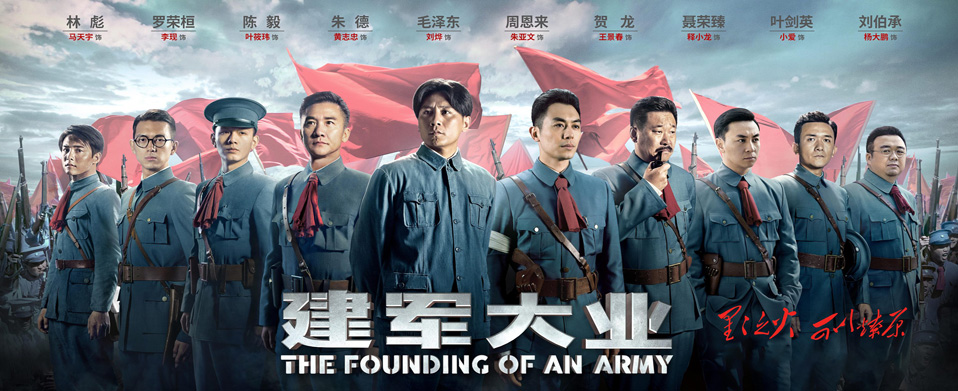 林彪 罗荣桓 陈毅 朱德 毛泽东 周恩来 贺龙 聂荣臻 叶剑英 刘伯承
马天宇 饰 李现 饰 叶筱玮 饰 黄志忠 饰 刘烨 饰 朱亚文 饰 王景春 饰 释小龙 饰 小爱 饰 杨大鹏 饰
建军大业
THE FOUNDING OF AN ARMY
星星之火 可以燎原